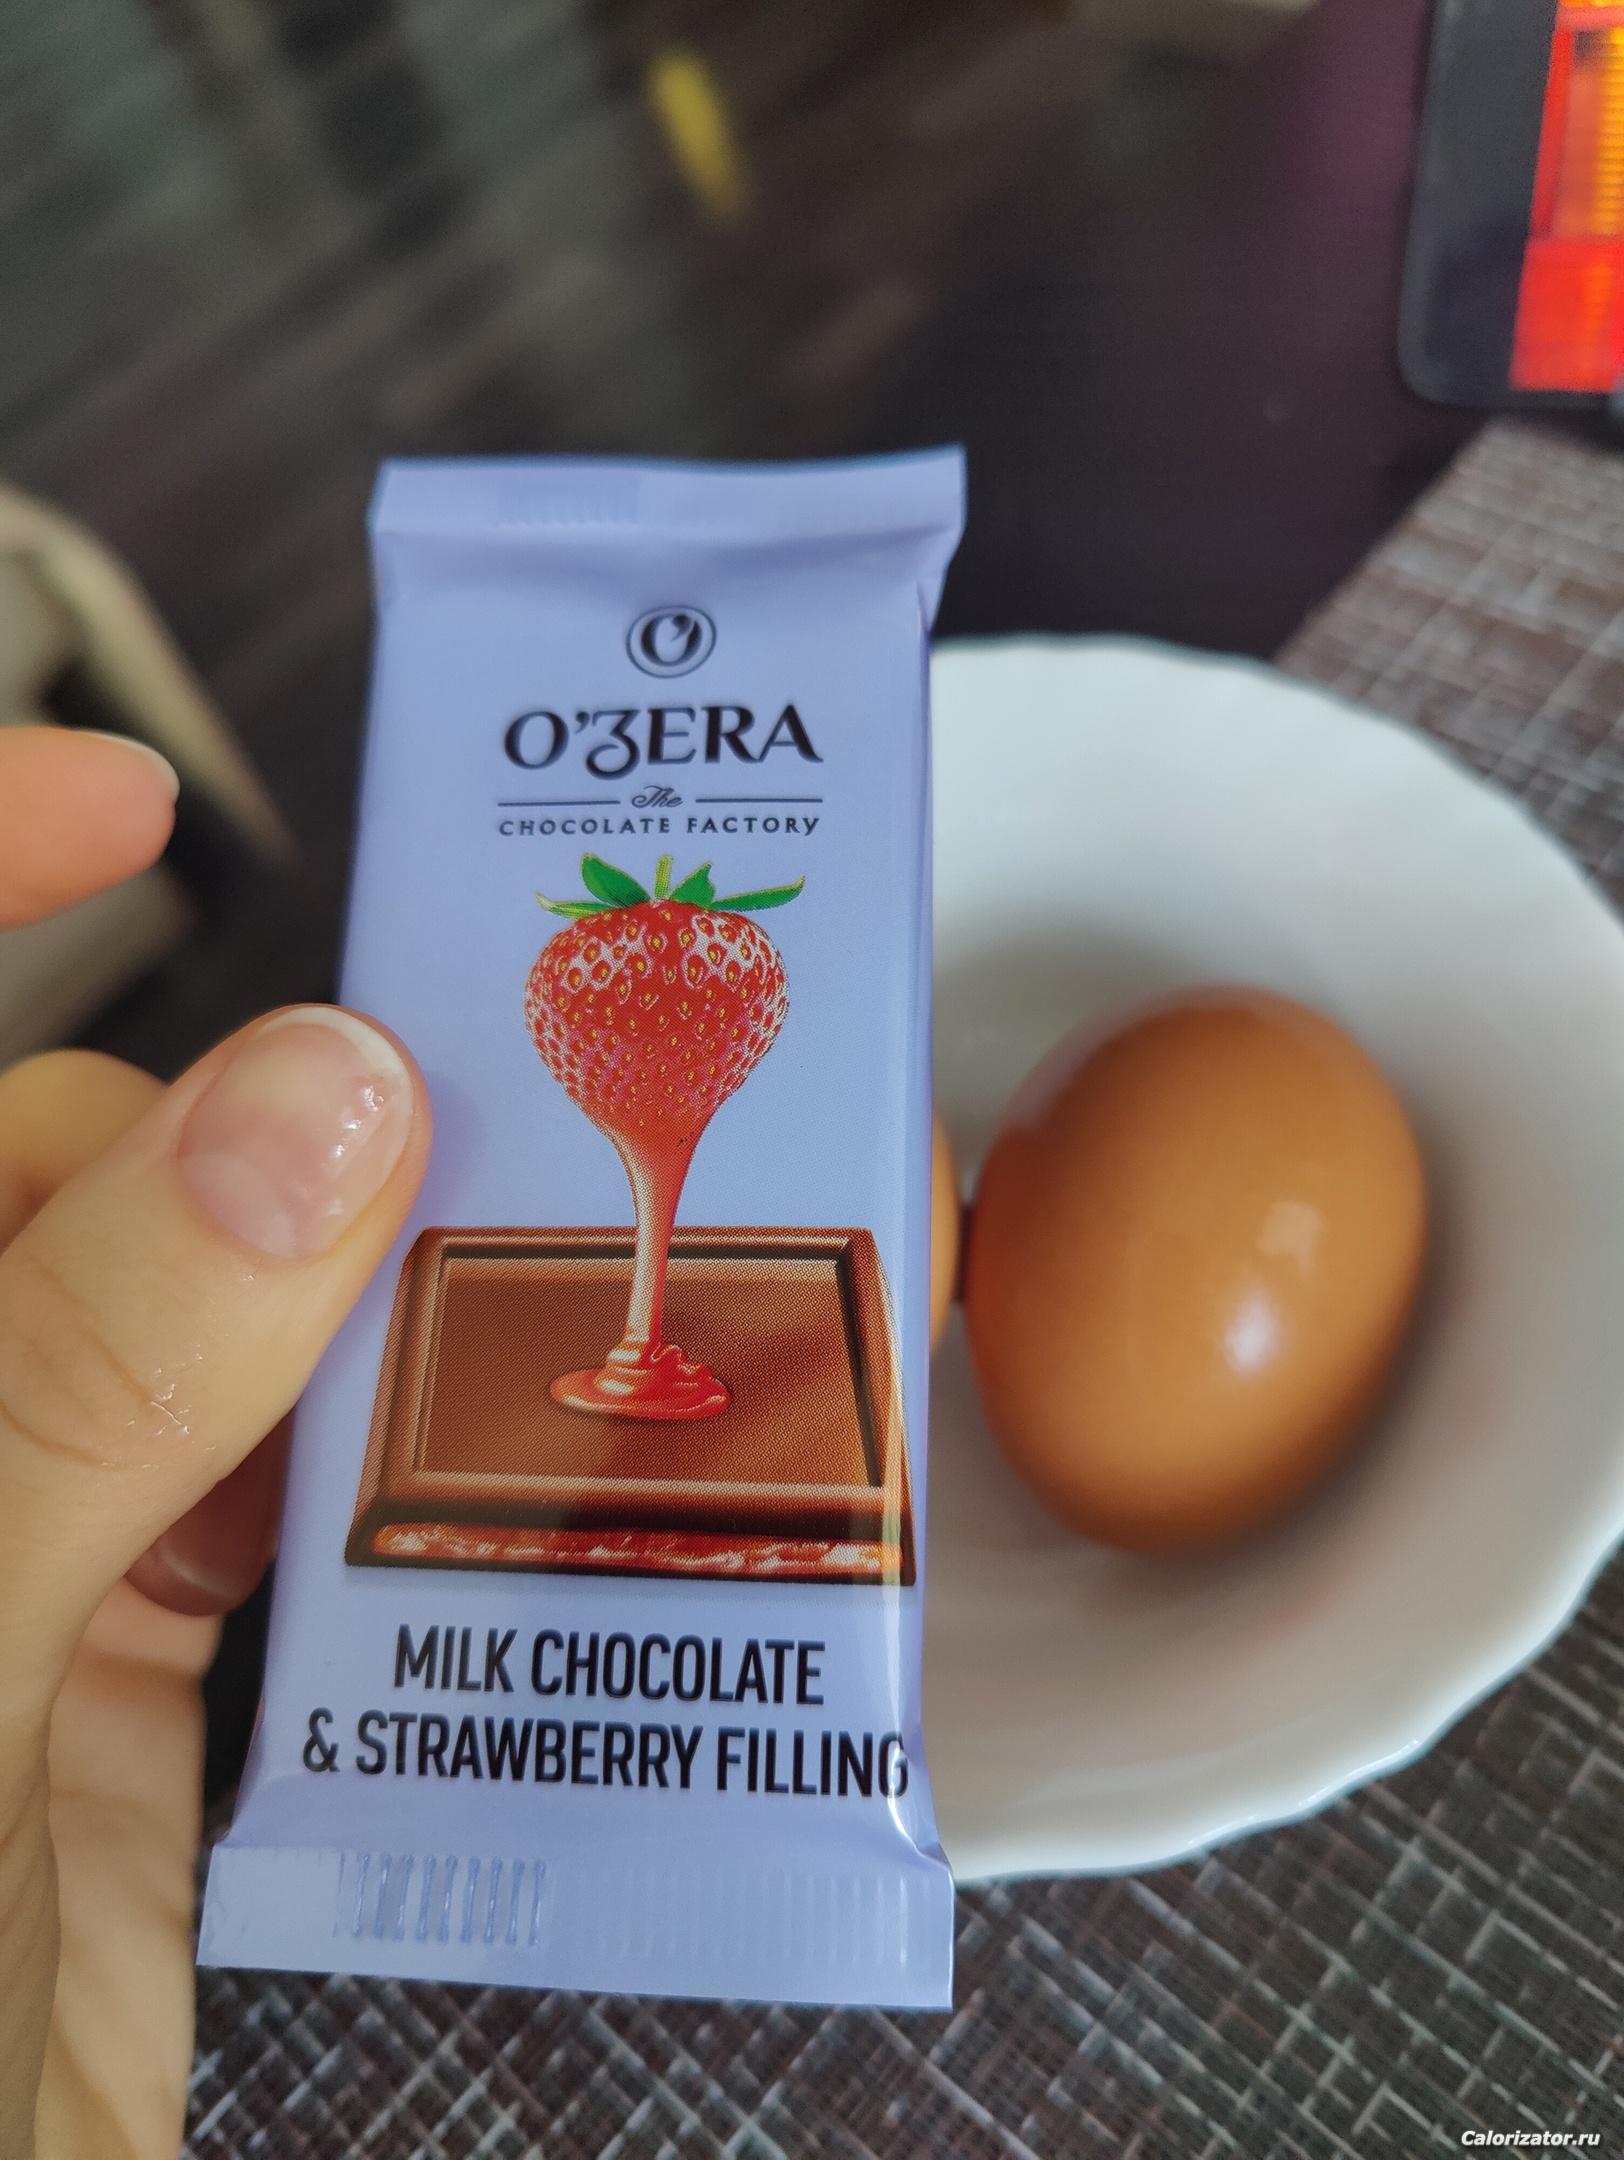 O'
O'ZERA
The
CHOCOLATE FACTORY
MILK CHOCOLATE
& STRAWBERRY FILLING
Calorizator.ru